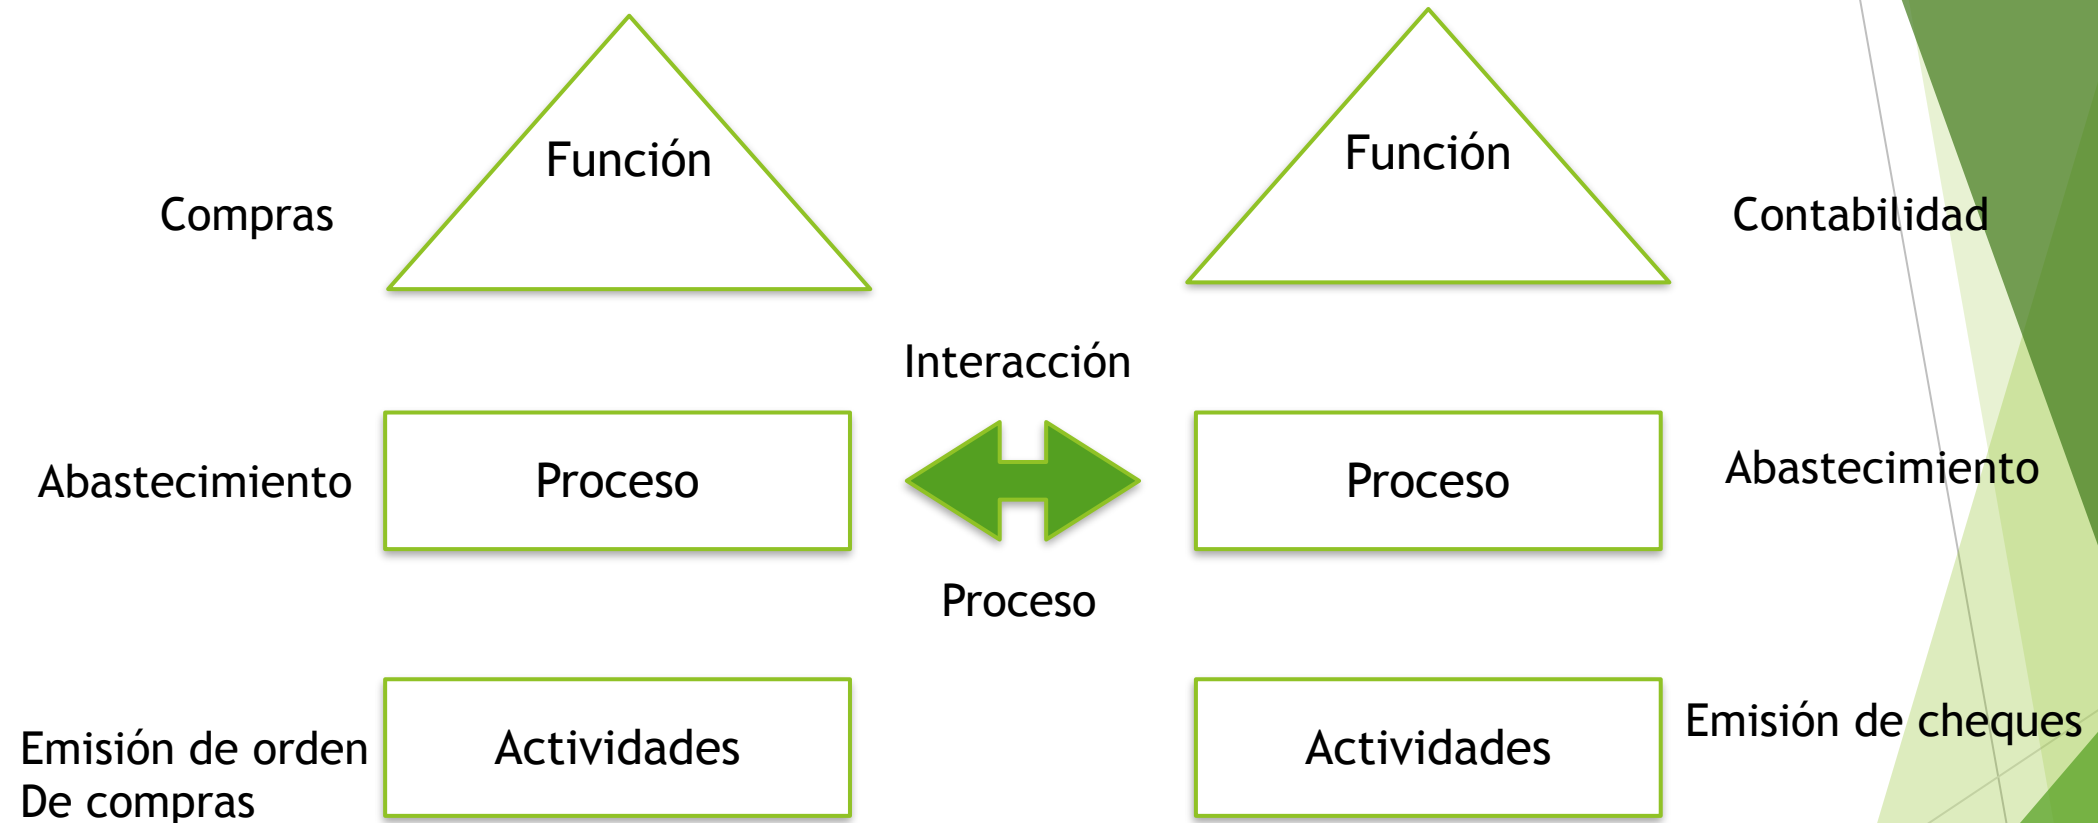 Función
Función
Compras
Contabilidad
Interacción
Abastecimiento
Proceso
Proceso
Abastecimiento
Proceso
Emisión de orden
De compras
Actividades
Actividades
Emisión de cheques